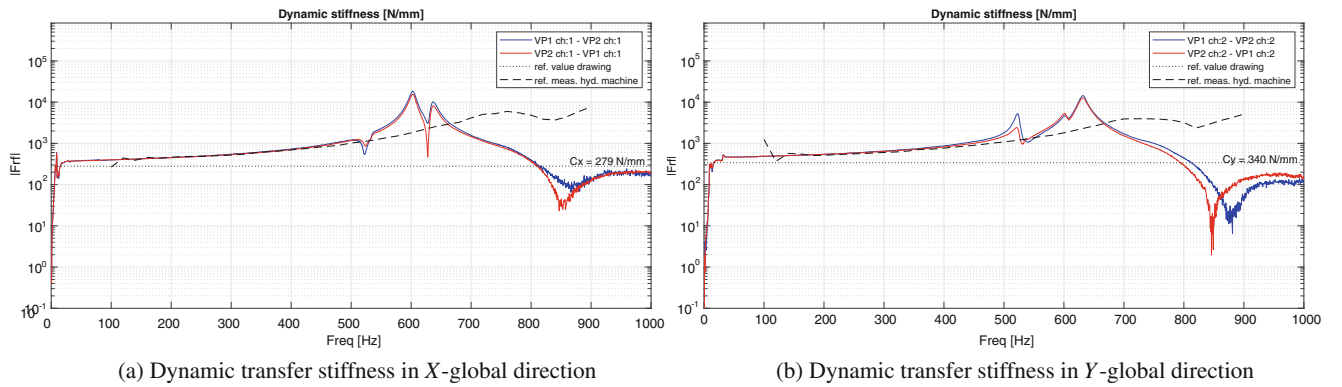 Dynamic stiffness [N/mm]
VP1 ch:1 - VP2 ch:1
VP2 ch:1 - VP1 ch:1
ref. value drawing
ref. meas. hyd. machine
|Frf|
10^5
10^4
10^3
10^2
10^1
10^0
10^-1
10
Cx = 279 N/mm
0 100 200 300 400 500 600 700 800 900 1000
Freq [Hz]
(a) Dynamic transfer stiffness in X-global direction
Dynamic stiffness [N/mm]
VP1 ch:2 - VP2 ch:2
VP2 ch:2 - VP1 ch:2
ref. value drawing
ref. meas. hyd. machine
|Frf|
10^5
10^4
10^3
10^2
10^1
10^0
10^-1
Cy = 340 N/mm
0 100 200 300 400 500 600 700 800 900 1000
Freq [Hz]
(b) Dynamic transfer stiffness in Y-global direction